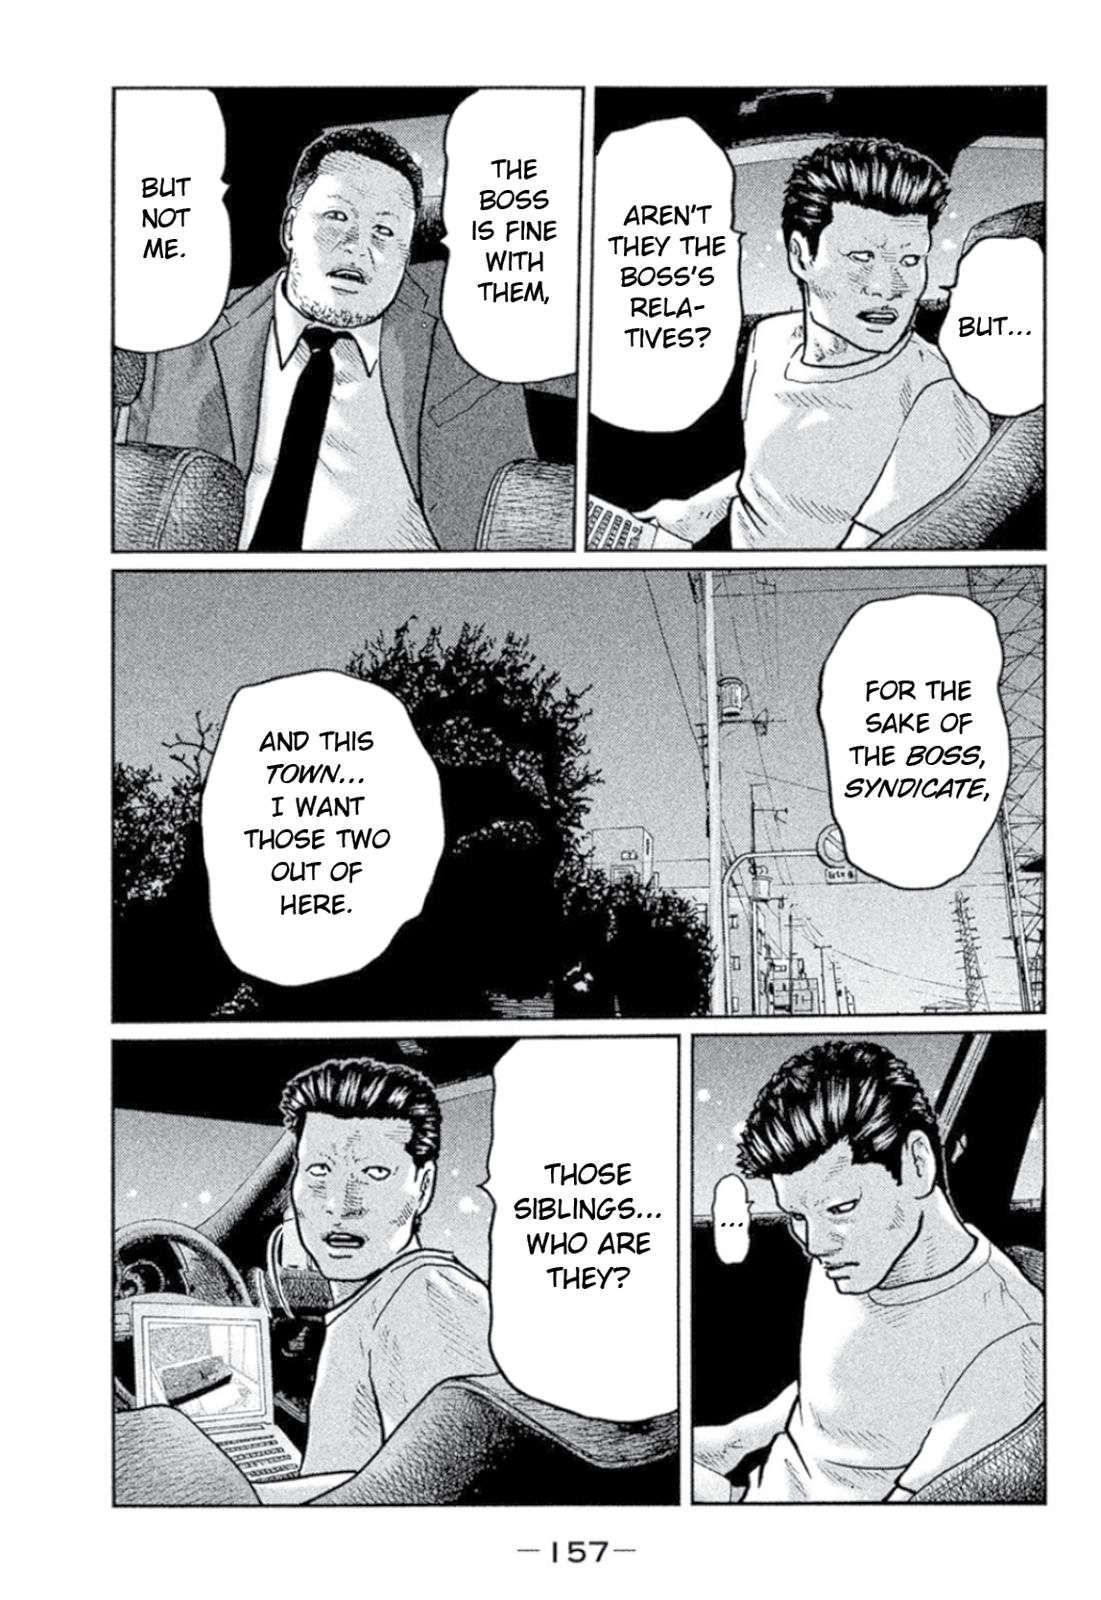 BUT...
AREN'T
THEY THE
BOSS'S
RELA-
TIVES?
THE
BOSS
IS FINE
WITH
THEM,
BUT
NOT
ME.
FOR THE
SAKE OF
THE BOSS,
SYNDICATE,
AND THIS
TOWN...
I WANT
THOSE TWO
OUT OF
HERE.
...
THOSE
SIBLINGS...
WHO ARE
THEY?
—157—